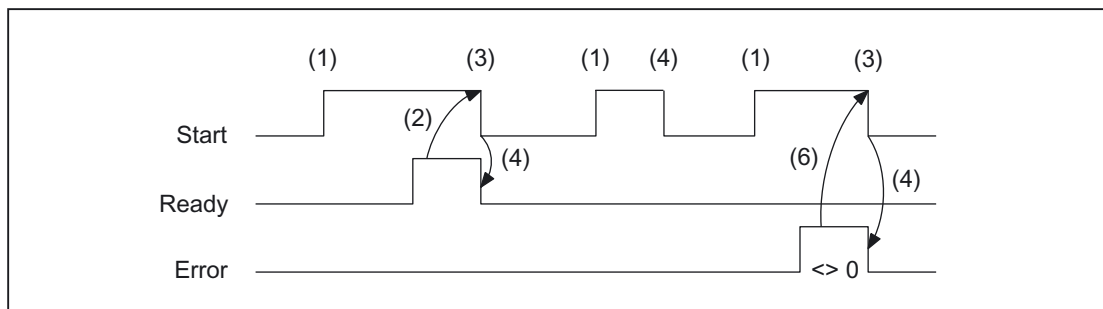 (1) (3) (1) (4) (1) (3)
Start (2) (4) (6) (4)
Ready
Error <> 0